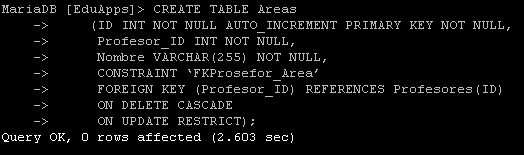 MariaDB [EduApps]> CREATE TABLE Areas
-> (ID INT NOT NULL AUTO_INCREMENT PRIMARY KEY NOT NULL,
-> Profesor_ID INT NOT NULL,
-> Nombre VARCHAR(255) NOT NULL,
-> CONSTRAINT ‘FKProsefor_Area’
-> FOREIGN KEY (Profesor_ID) REFERENCES Profesores(ID)
-> ON DELETE CASCADE
-> ON UPDATE RESTRICT);
Query OK, 0 rows affected (2.603 sec)